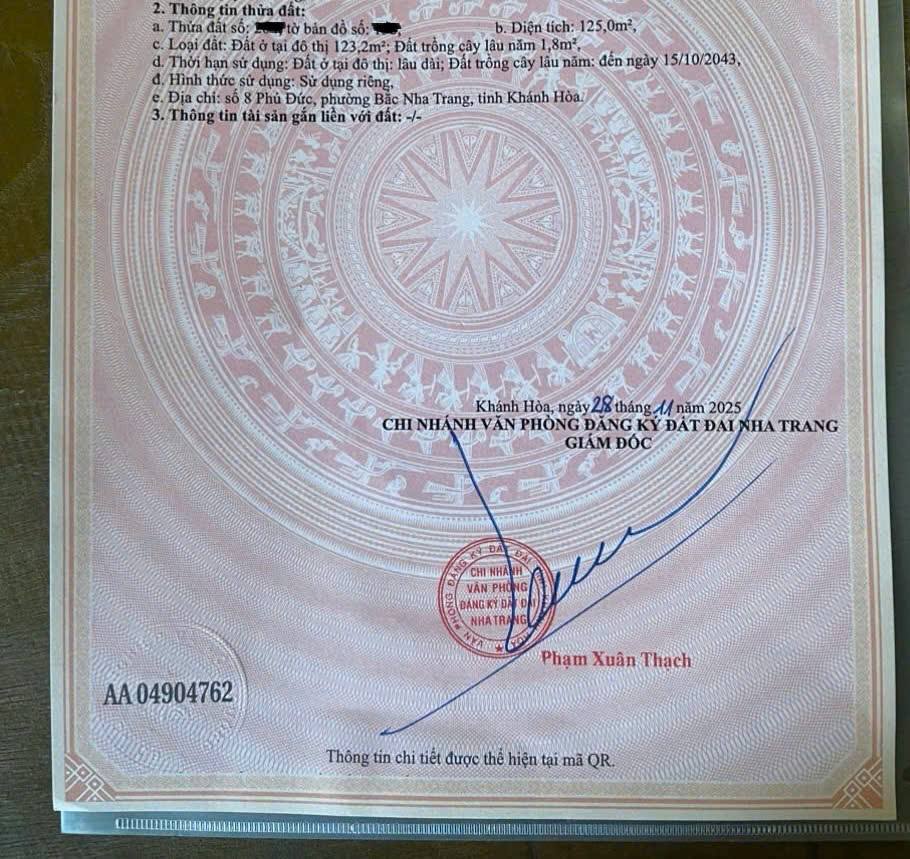 2. Thông tin thửa đất:
a. Thửa đất số: tờ bản đồ số: b. Diện tích: 125,0m²,
c. Loại đất: Đất ở tại đô thị 123,2m²; Đất trồng cây lâu năm 1,8m²,
d. Thời hạn sử dụng: Đất ở tại đô thị: lâu dài; Đất trồng cây lâu năm: đến ngày 15/10/2043,
đ. Hình thức sử dụng: Sử dụng riêng,
e. Địa chỉ: số 8 Phù Đức, phường Bắc Nha Trang, tỉnh Khánh Hòa.
3. Thông tin tài sản gắn liền với đất: -/-
Khánh Hòa, ngày 28 tháng 11 năm 2025
CHI NHÁNH VĂN PHÒNG ĐĂNG KÝ ĐẤT ĐAI NHA TRANG
GIÁM ĐỐC
VĂN PHÒNG ĐĂNG KÝ ĐẤT ĐAI
CHI NHÁNH
VĂN PHÒNG
ĐĂNG KÝ ĐẤT ĐAI
NHA TRANG
Phạm Xuân Thạch
AA 04904762
Thông tin chi tiết được thể hiện tại mã QR.